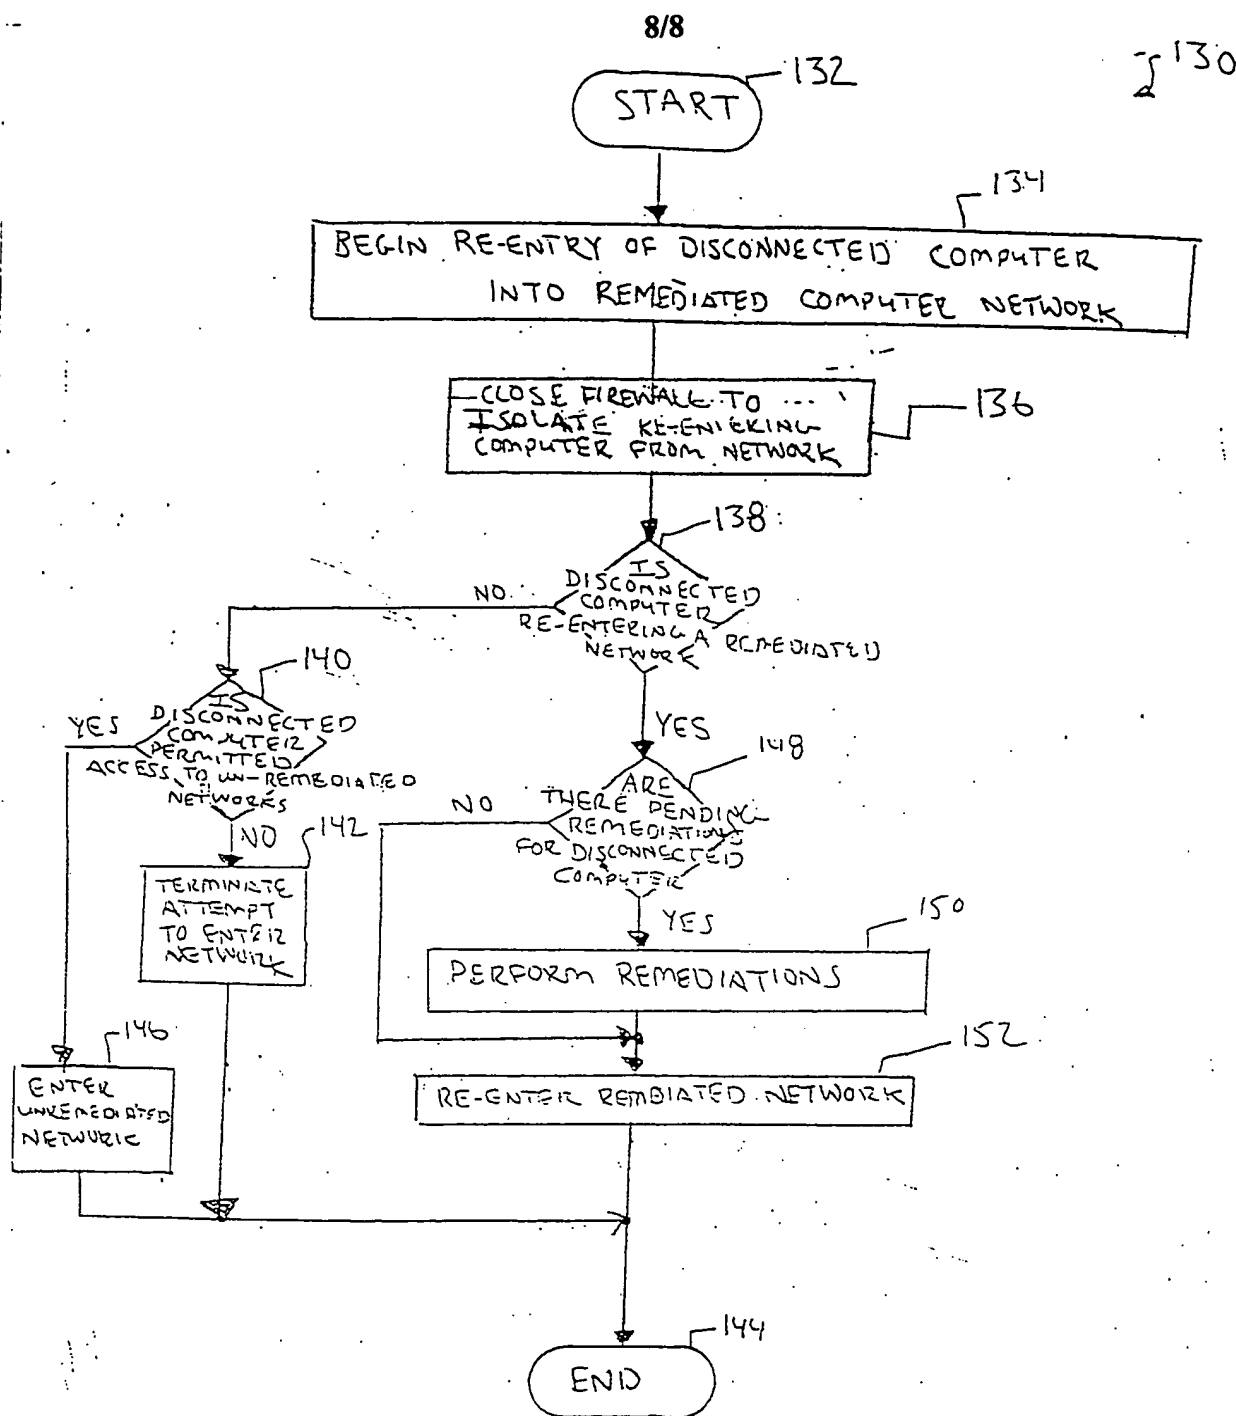 8/8
130
132
START
134
BEGIN RE-ENTRY OF DISCONNECTED COMPUTER
INTO REMEDIATED COMPUTER NETWORK
136
CLOSE FIREWALL TO
ISOLATE RE-ENTERING
COMPUTER FROM NETWORK
138
IS
DISCONNECTED
COMPUTER
RE-ENTERING A REMEDIATED
NETWORK
NO
YES
140
IS
DISCONNECTED
COMPUTER
PERMITTED
ACCESS TO UN-REMEDIATED
NETWORKS
YES
NO
142
TERMINATE
ATTEMPT
TO ENTER
NETWORK
146
ENTER
UNREMEDIATED
NETWORK
148
ARE
THERE PENDING
REMEDIATIONS
FOR DISCONNECTED
COMPUTER
NO
YES
150
PERFORM REMEDIATIONS
152
RE-ENTER REMBIATED NETWORK
144
END